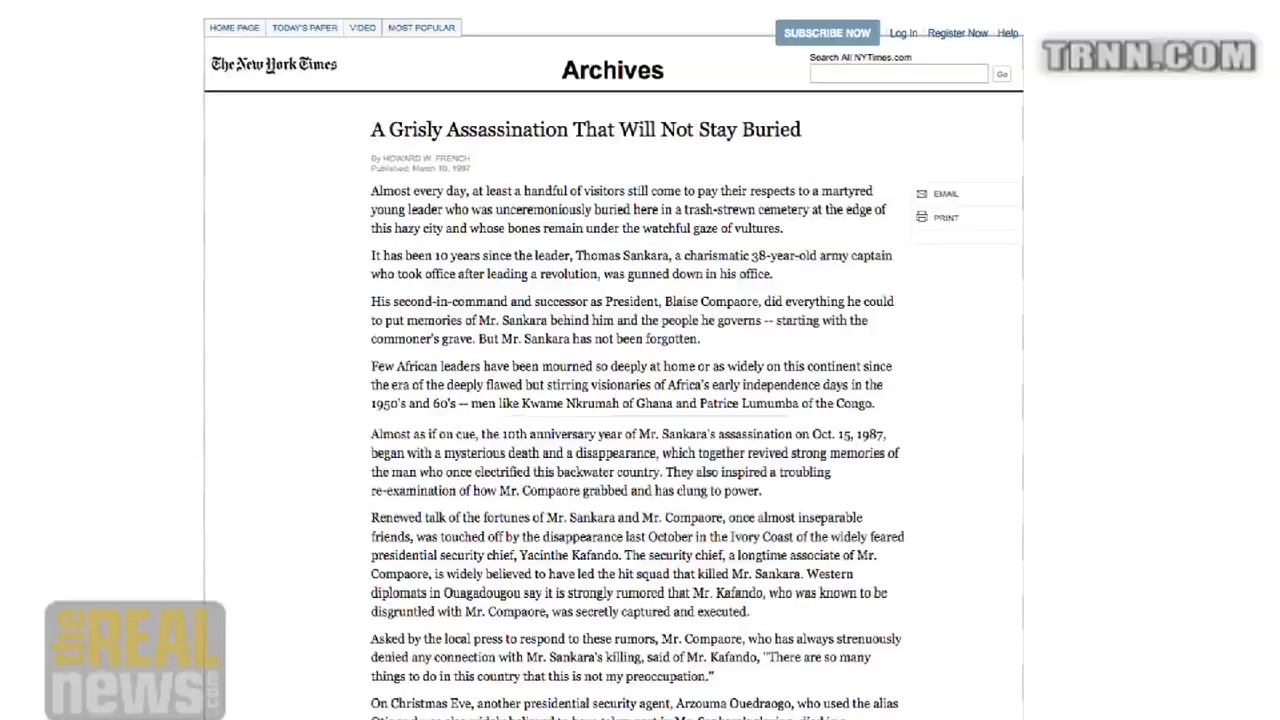 HOME PAGE TODAY'S PAPER VIDEO MOST POPULAR
SUBSCRIBE NOW Log In Register Now Help
TRNN.COM
The New York Times
Archives
Search All NYTimes.com
Go
A Grisly Assassination That Will Not Stay Buried
By HOWARD W. FRENCH
Published: March 10, 1997
EMAIL
PRINT
Almost every day, at least a handful of visitors still come to pay their respects to a martyred
young leader who was unceremoniously buried here in a trash-strewn cemetery at the edge of
this hazy city and whose bones remain under the watchful gaze of vultures.
It has been 10 years since the leader, Thomas Sankara, a charismatic 38-year-old army captain
who took office after leading a revolution, was gunned down in his office.
His second-in-command and successor as President, Blaise Compaore, did everything he could
to put memories of Mr. Sankara behind him and the people he governs -- starting with the
commoner's grave. But Mr. Sankara has not been forgotten.
Few African leaders have been mourned so deeply at home or as widely on this continent since
the era of the deeply flawed but stirring visionaries of Africa's early independence days in the
1950's and 60's -- men like Kwame Nkrumah of Ghana and Patrice Lumumba of the Congo.
Almost as if on cue, the 10th anniversary year of Mr. Sankara's assassination on Oct. 15, 1987,
began with a mysterious death and a disappearance, which together revived strong memories of
the man who once electrified this backwater country. They also inspired a troubling
re-examination of how Mr. Compaore grabbed and has clung to power.
Renewed talk of the fortunes of Mr. Sankara and Mr. Compaore, once almost inseparable
friends, was touched off by the disappearance last October in the Ivory Coast of the widely feared
presidential security chief, Yacinthe Kafando. The security chief, a longtime associate of Mr.
Compaore, is widely believed to have led the hit squad that killed Mr. Sankara. Western
diplomats in Ouagadougou say it is strongly rumored that Mr. Kafando, who was known to be
disgruntled with Mr. Compaore, was secretly captured and executed.
Asked by the local press to respond to these rumors, Mr. Compaore, who has always strenuously
denied any connection with Mr. Sankara's killing, said of Mr. Kafando, "There are so many
things to do in this country that this is not my preoccupation."
On Christmas Eve, another presidential security agent, Arzouma Ouedraogo, who used the alias
the REAL
news.com